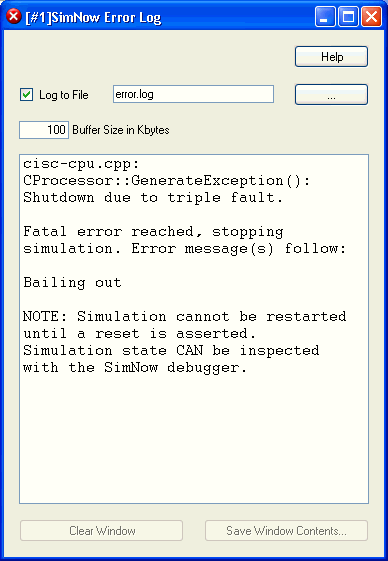 [#1]SimNow Error Log
Help
Log to File error.log ...
100 Buffer Size in Kbytes
cisc-cpu.cpp:
CProcessor::GenerateException():
Shutdown due to triple fault.
Fatal error reached, stopping
simulation. Error message(s) follow:
Bailing out
NOTE: Simulation cannot be restarted
until a reset is asserted.
Simulation state CAN be inspected
with the SimNow debugger.
Clear Window Save Window Contents...